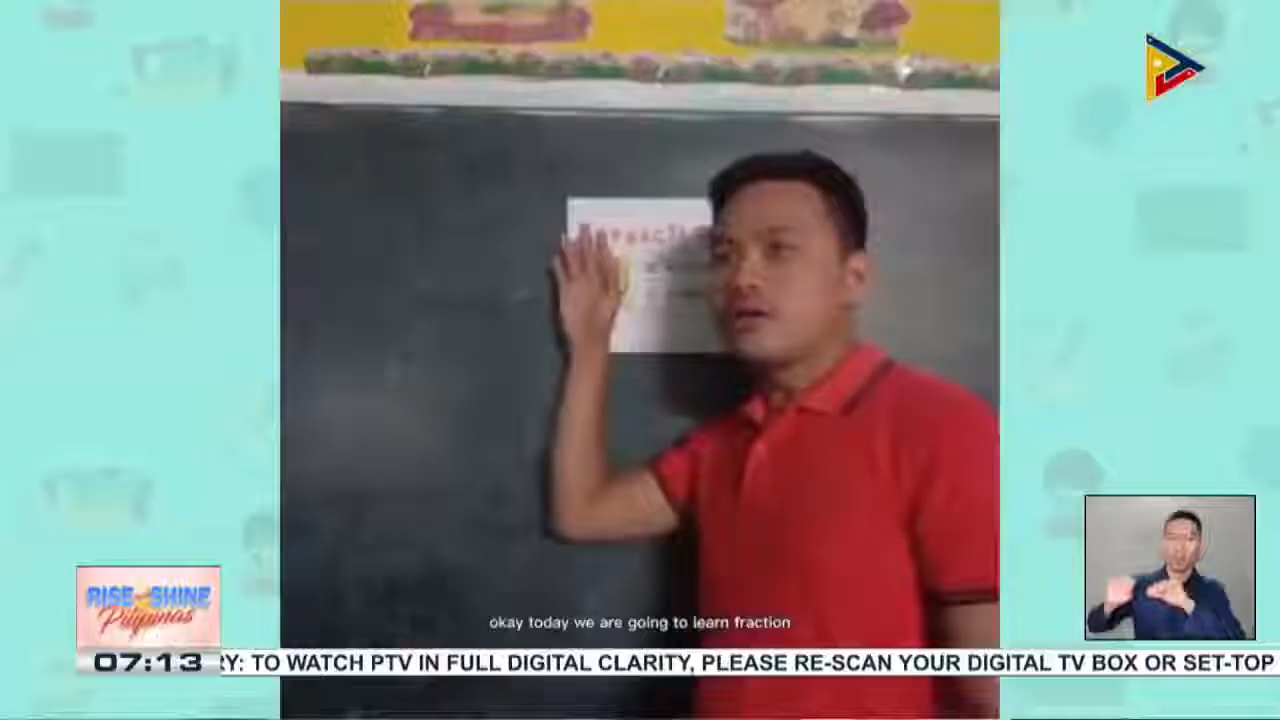 okay today we are going to learn fraction
RISE SHINE
Pilipinas
07:13
RY: TO WATCH PTV IN FULL DIGITAL CLARITY, PLEASE RE-SCAN YOUR DIGITAL TV BOX OR SET-TOP